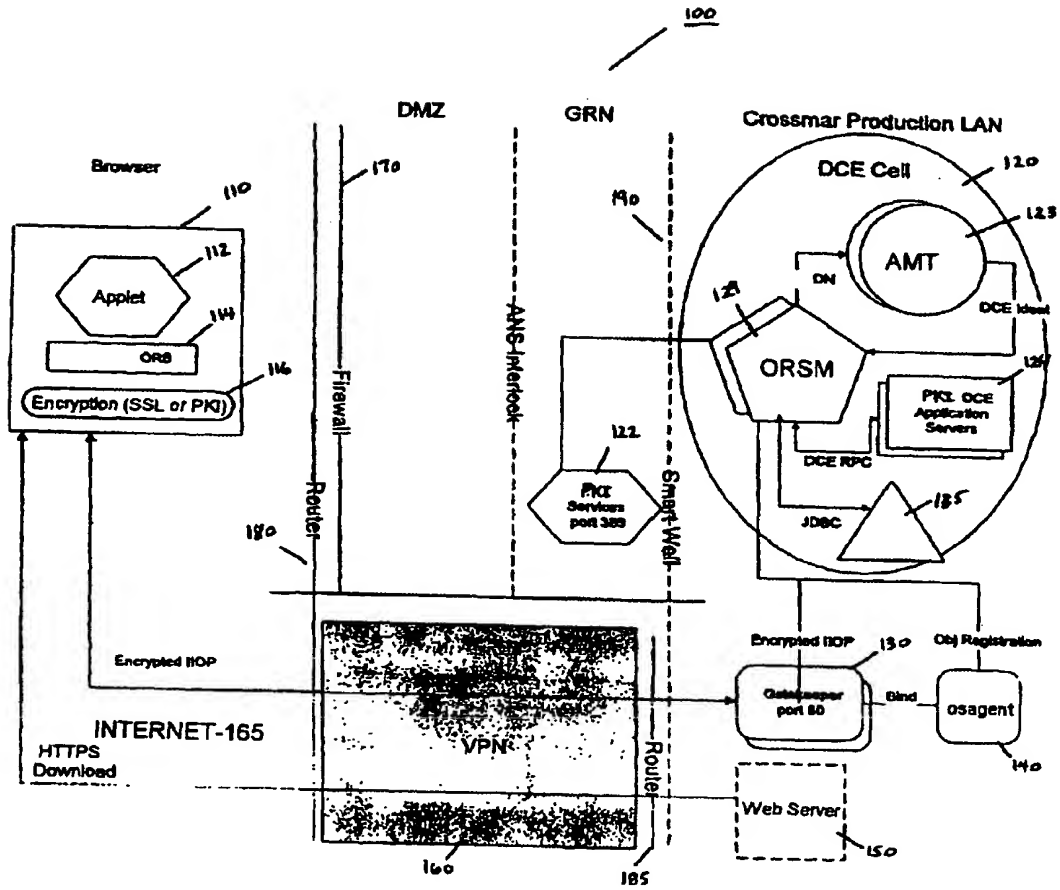 100
DMZ
GRN
Crossmar Production LAN
Browser
170
DCE Cell
120
110
190
123
112
AMT
Applet
DN
129
114
DCE Ident
ORB
ORSM
Firewall
ANS Interlock
116
Encryption (SSL or PKI)
PKI DCE
Application
Servers
122
DCE RPC
PKI
Services
port 389
Router
Smart Wall
JDBC
180
Encrypted IIOP
Obj Registration
130
Encrypted IIOP
Gatekeeper
port 80
Bind
osagent
INTERNET-165
VPN
HTTPS
Download
Router
140
Web Server
150
160
185